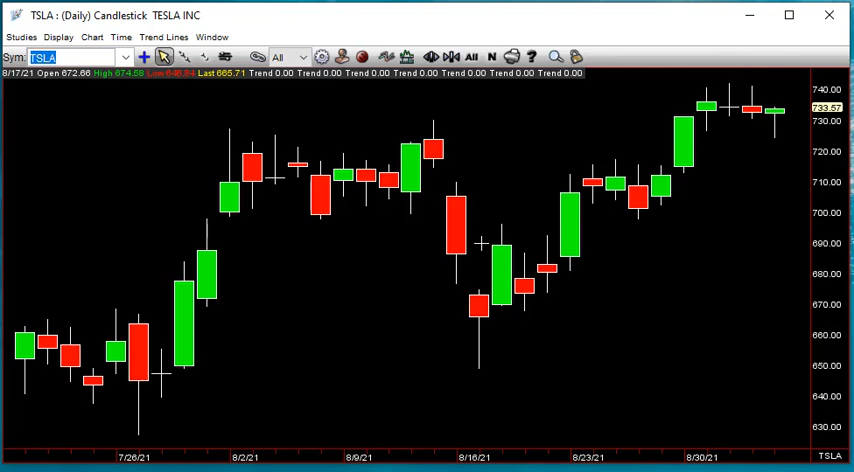 TSLA : (Daily) Candlestick TESLA INC
Studies Display Chart Time Trend Lines Window
Sym: TSLA All All N ?
8/17/21 Open 672.66 High 674.58 Low 648.84 Last 665.71 Trend 0.00 Trend 0.00 Trend 0.00 Trend 0.00 Trend 0.00 Trend 0.00 Trend 0.00
740.00
733.57
730.00
720.00
710.00
700.00
690.00
680.00
670.00
660.00
650.00
640.00
630.00
7/26/21 8/2/21 8/9/21 8/16/21 8/23/21 8/30/21 TSLA